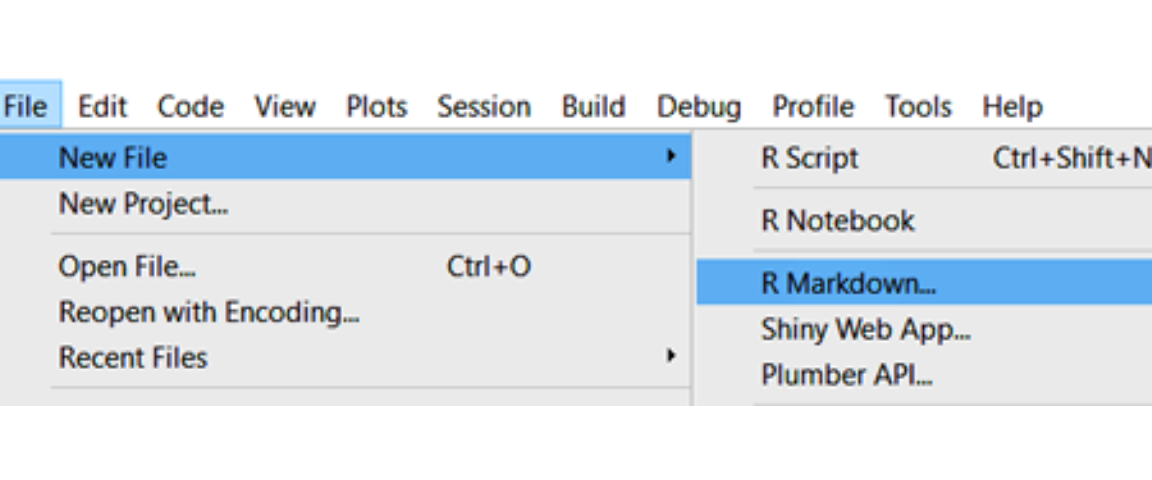 File Edit Code View Plots Session Build Debug Profile Tools Help
New File
New Project...
Open File... Ctrl+O
Reopen with Encoding...
Recent Files
R Script Ctrl+Shift+N
R Notebook
R Markdown...
Shiny Web App...
Plumber API...